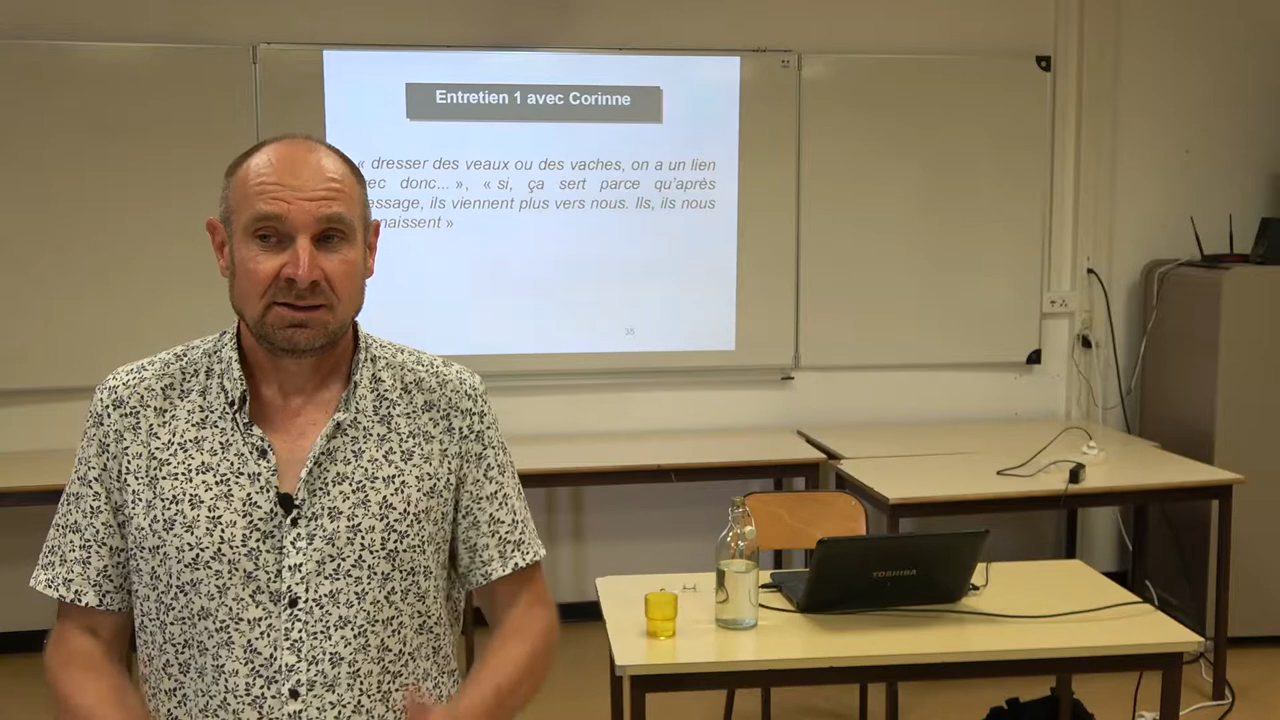 Entretien 1 avec Corinne
« dresser des veaux ou des vaches, on a un lien
donc... », « si, ça sert parce qu'après
ils viennent plus vers nous. Ils, ils nous
»
35
TOSHIBA